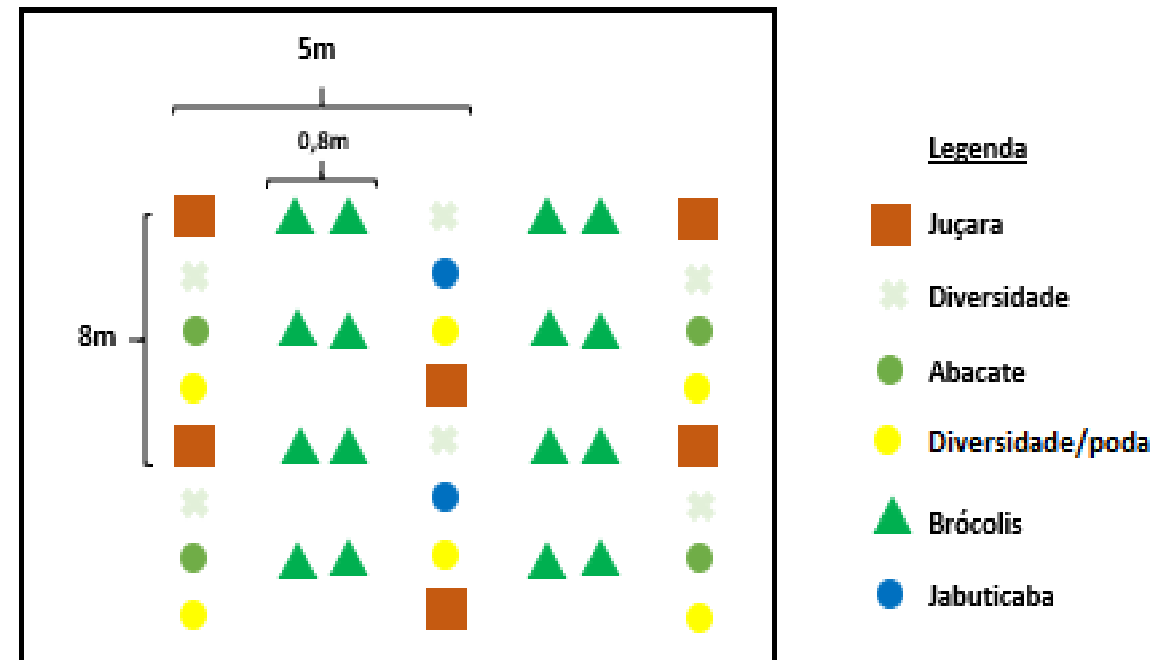 5m
0,8m
8m
Legenda
Juçara
Diversidade
Abacate
Diversidade/poda
Brócolis
Jabuticaba